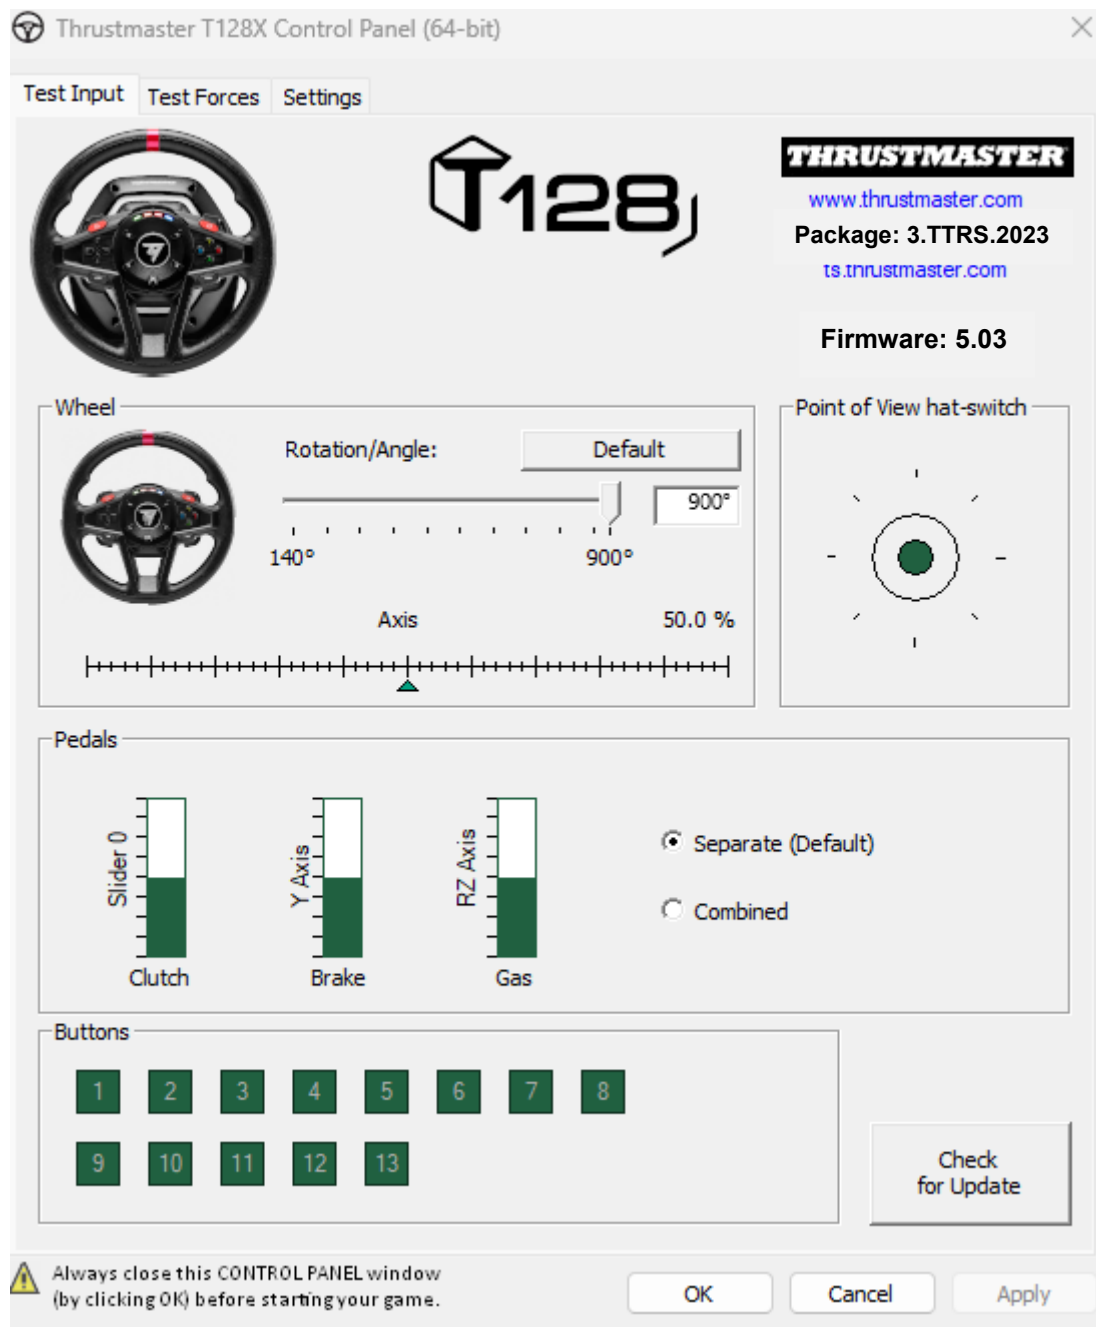 Thrustmaster T128X Control Panel (64-bit)
Test Input
Test Forces
Settings
T128
THRUSTMASTER
www.thrustmaster.com
Package: 3.TTRS.2023
ts.thrustmaster.com
Firmware: 5.03
Wheel
Rotation/Angle:
Default
900°
140°
900°
Axis
50.0 %
Point of View hat-switch
Pedals
Slider 0
Y Axis
RZ Axis
Clutch
Brake
Gas
Separate (Default)
Combined
Buttons
1 2 3 4 5 6 7 8
9 10 11 12 13
Check
for Update
Always close this CONTROL PANEL window
(by clicking OK) before starting your game.
OK
Cancel
Apply